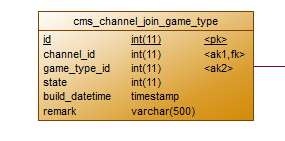 cms_channel_join_game_type
id int(11) <pk>
channel_id int(11) <ak1,fk>
game_type_id int(11) <ak2>
state int(11)
build_datetime timestamp
remark varchar(500)